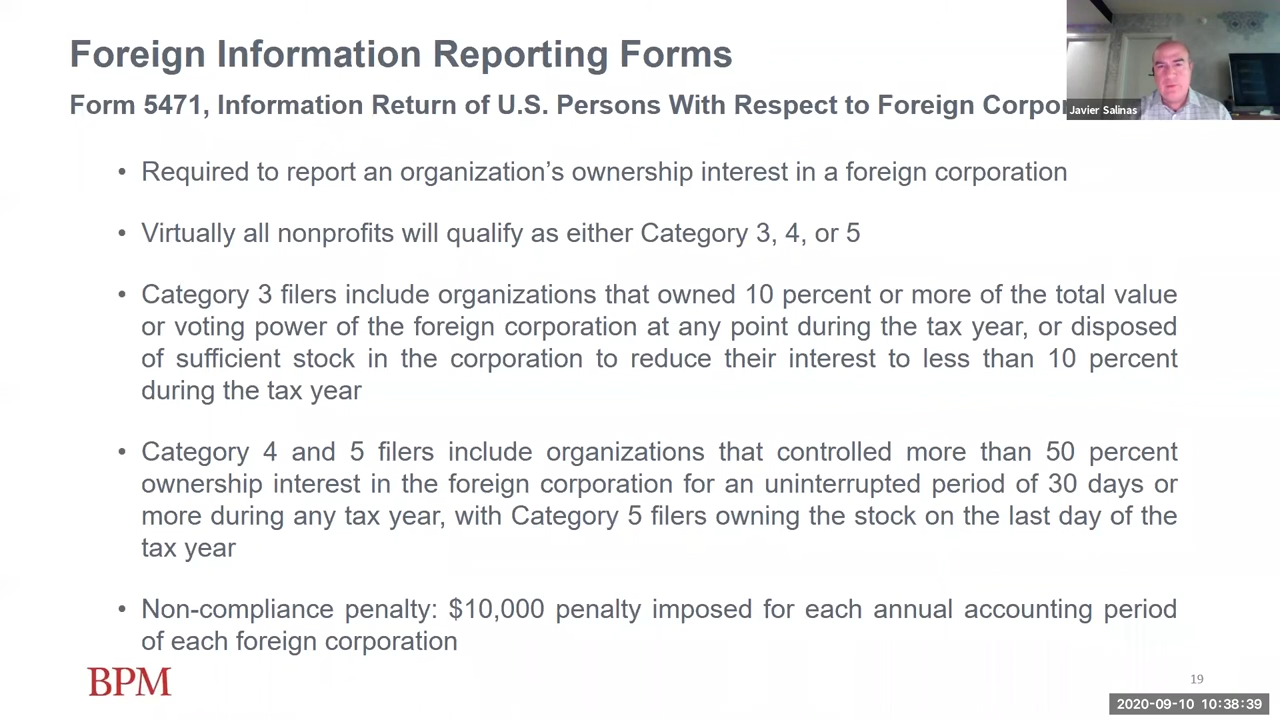 Foreign Information Reporting Forms
Form 5471, Information Return of U.S. Persons With Respect to Foreign Corpor
Javier Salinas
• Required to report an organization’s ownership interest in a foreign corporation
• Virtually all nonprofits will qualify as either Category 3, 4, or 5
• Category 3 filers include organizations that owned 10 percent or more of the total value
or voting power of the foreign corporation at any point during the tax year, or disposed
of sufficient stock in the corporation to reduce their interest to less than 10 percent
during the tax year
• Category 4 and 5 filers include organizations that controlled more than 50 percent
ownership interest in the foreign corporation for an uninterrupted period of 30 days or
more during any tax year, with Category 5 filers owning the stock on the last day of the
tax year
• Non-compliance penalty: $10,000 penalty imposed for each annual accounting period
of each foreign corporation
BPM
19
2020-09-10 10:38:39